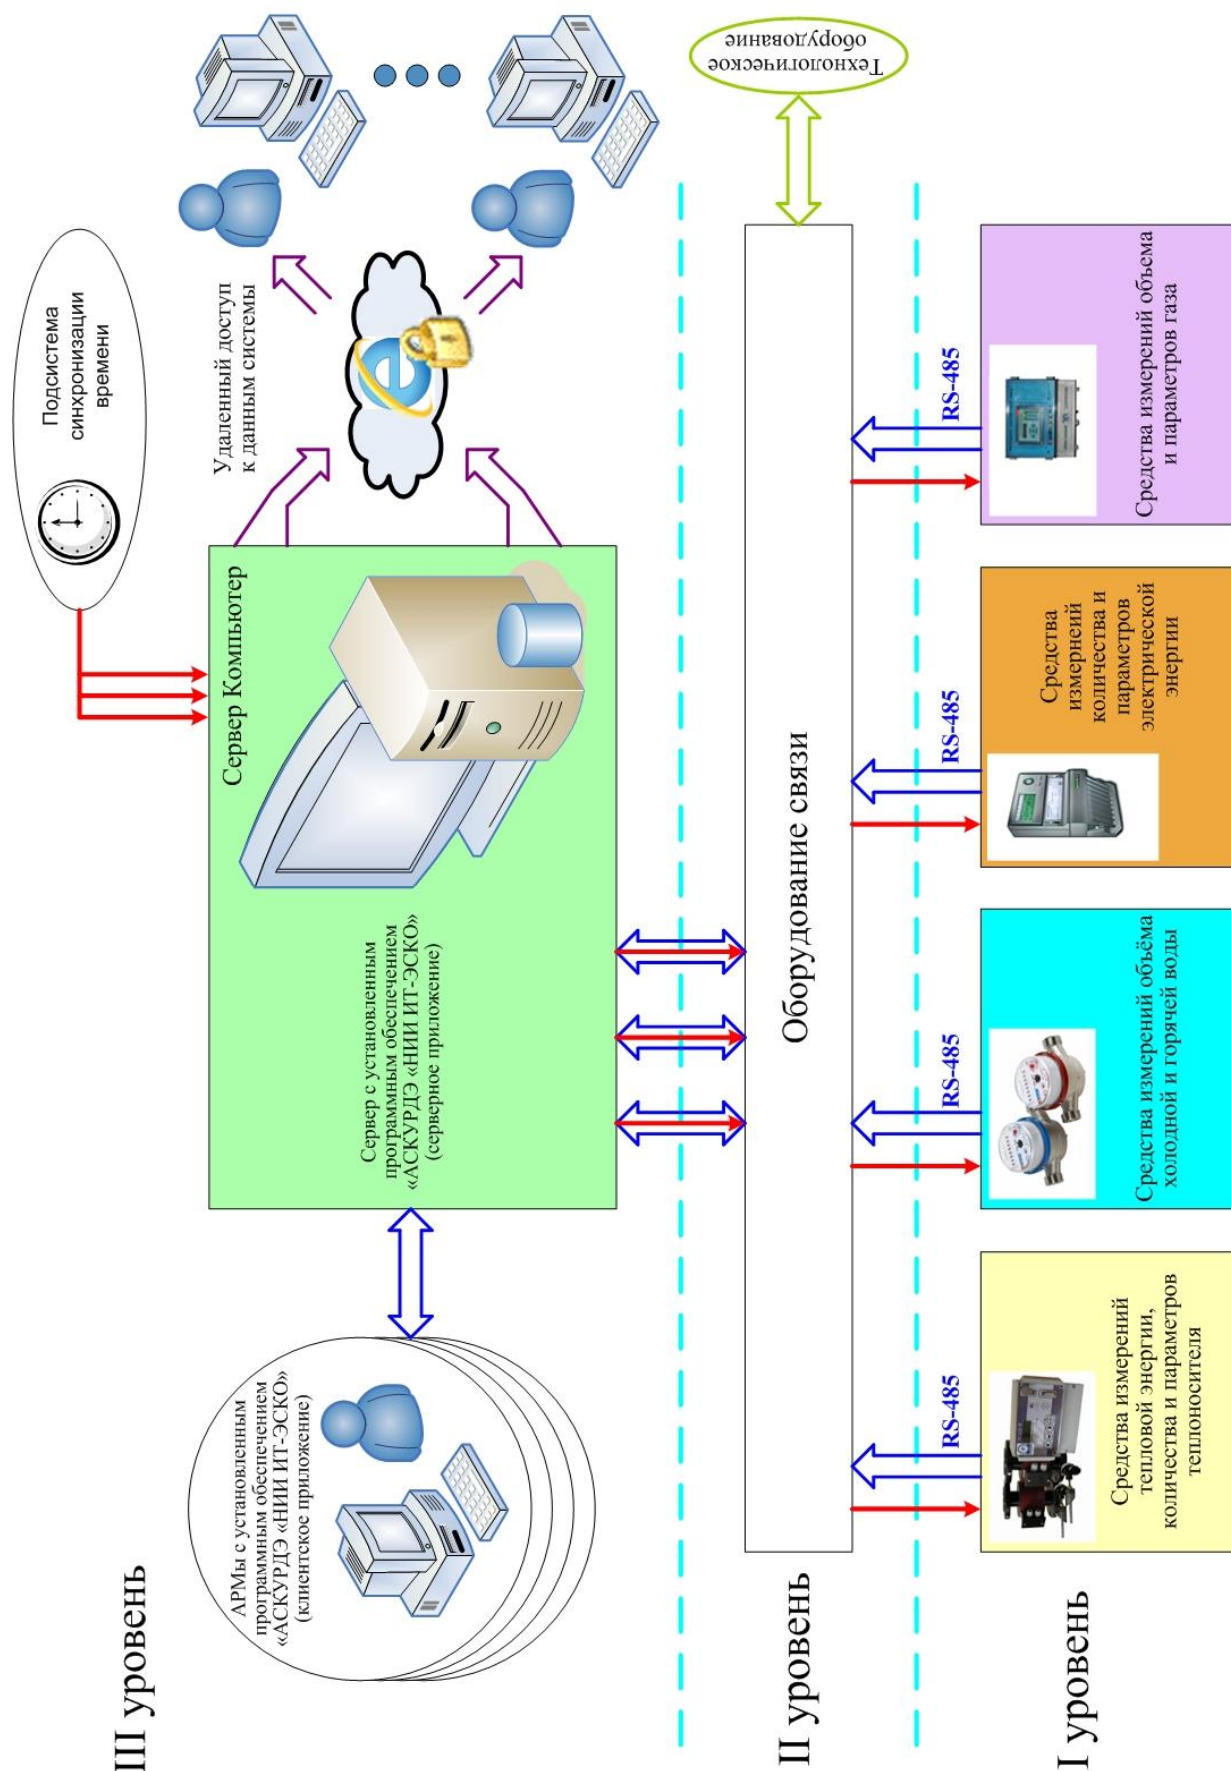 III уровень
АРМы с установленным
программным обеспечением
«АСКУРДЭ «НИИ ИТ-ЭСКО»
(клиентское приложение)
Сервер Компьютер
Сервер с установленным
программным обеспечением
«АСКУРДЭ «НИИ ИТ-ЭСКО»
(серверное приложение)
Подсистема
синхронизации
времени
Удаленный доступ
к данным системы
II уровень
Оборудование связи
Технологическое
оборудование
I уровень
RS-485
Средства измерений
тепловой энергии,
количества и параметров
теплоносителя
RS-485
Средства измерений объёма
холодной и горячей воды
RS-485
Средства
измернеий
количества и
параметров
электрической
энергии
RS-485
Средства измерений объема
и параметров газа